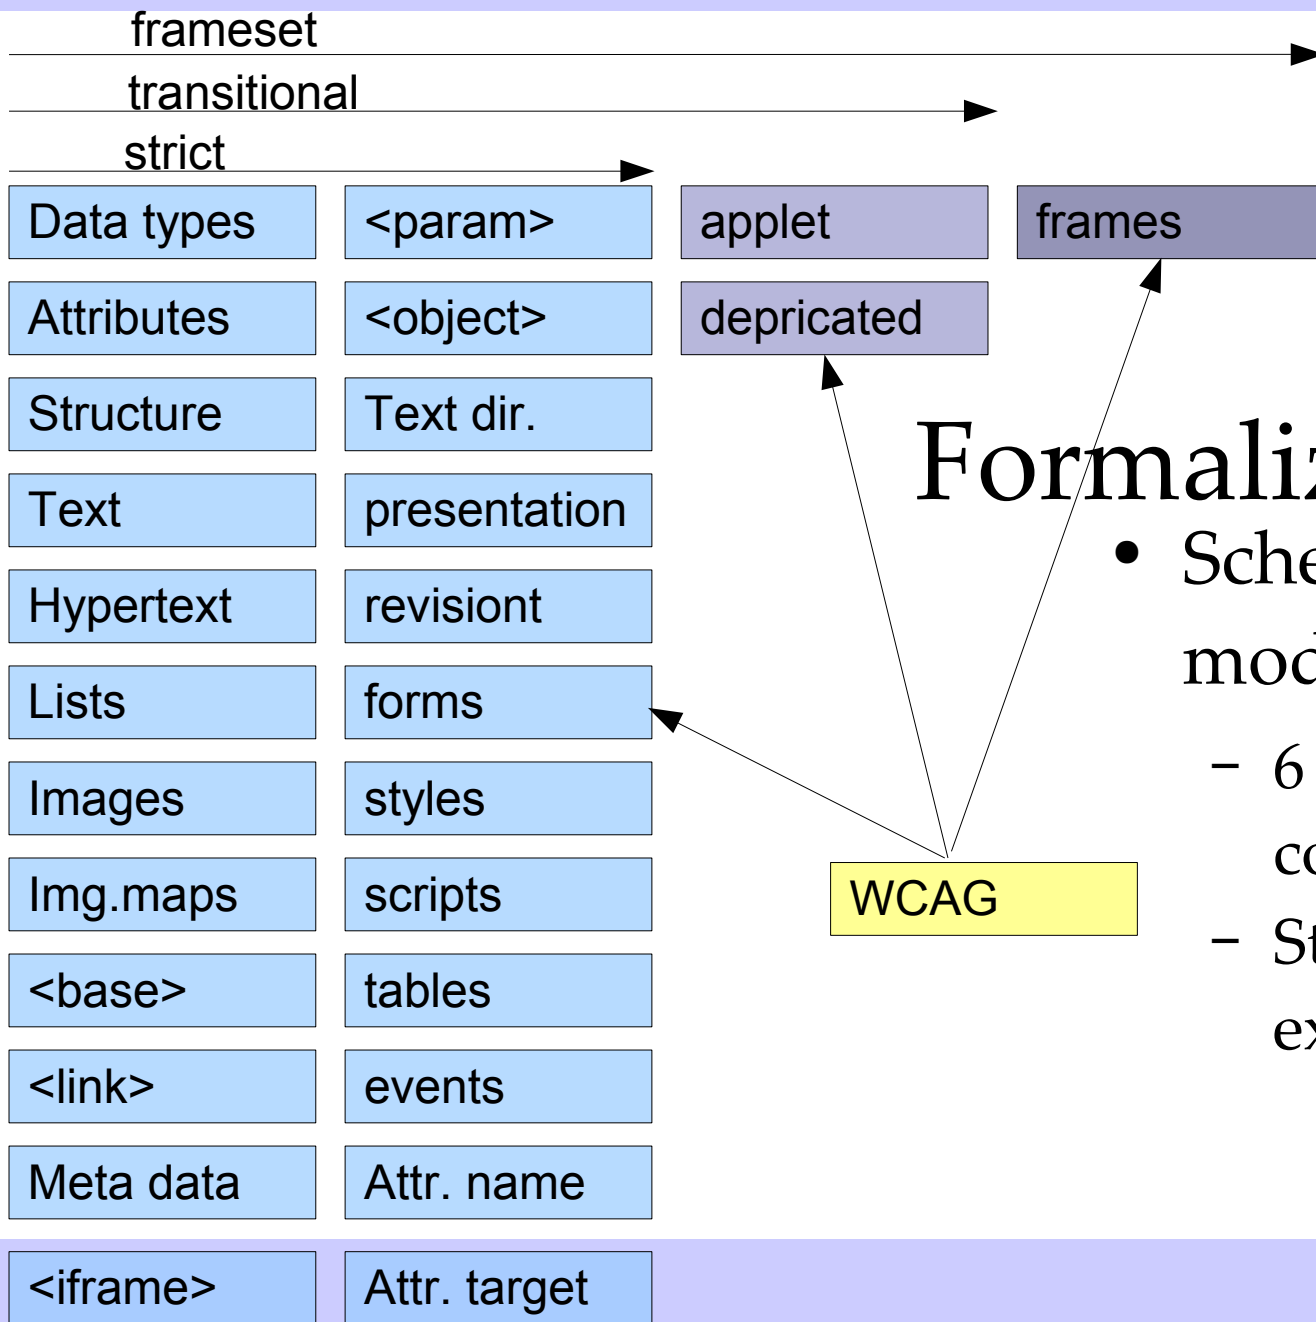 frameset
transitional
strict
Data types
<param>
applet
frames
Attributes
<object>
depricated
Structure
Text dir.
Text
presentation
Hypertext
revisiont
Lists
forms
Images
styles
Img.maps
scripts
<base>
tables
<link>
events
Meta data
Attr. name
<iframe>
Attr. target
WCAG
• 
– 6
–